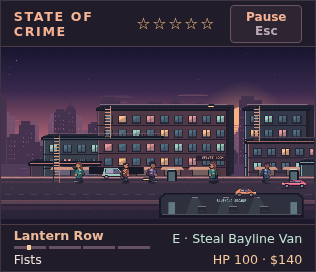 STATE OF
CRIME
☆☆☆☆☆
Pause
Esc
Lantern Row
E · Steal Bayline Van
Fists
HP 100 · $140